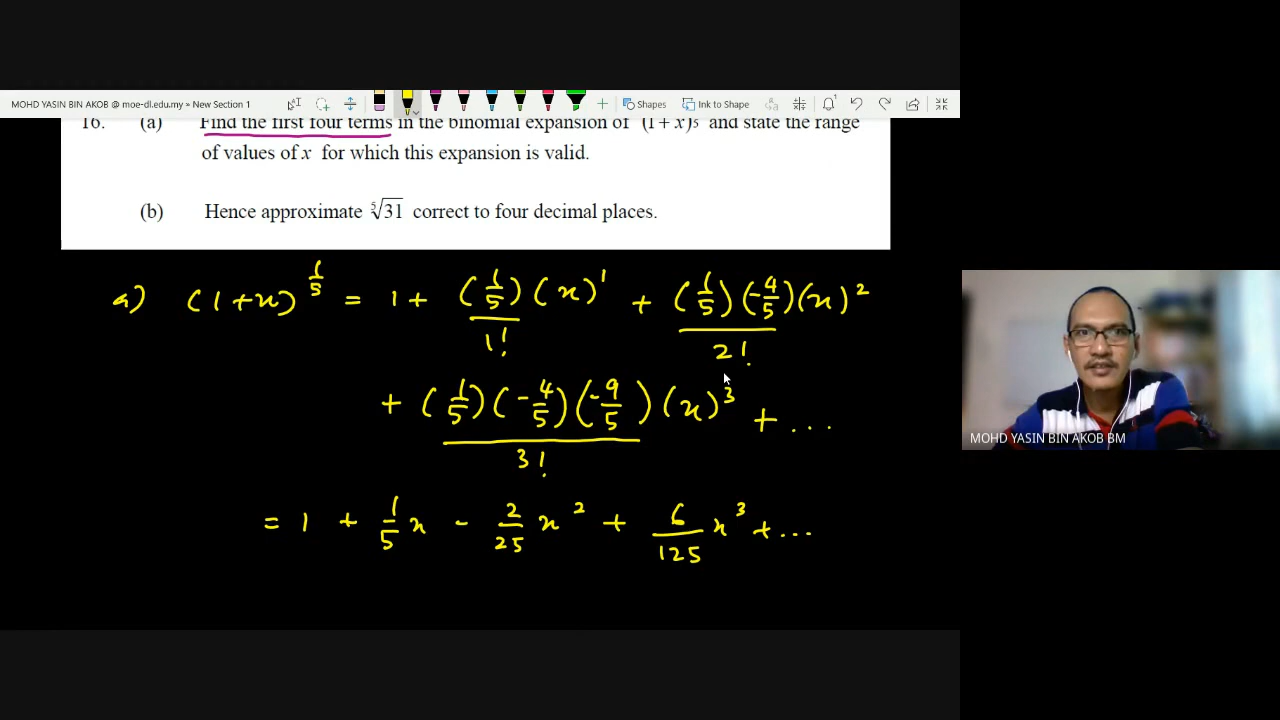 MOHD YASIN BIN AKOB @ moe-dl.edu.my » New Section 1
Shapes Ink to Shape
16. (a) Find the first four terms in the binomial expansion of (1 + x)^5 and state the range
of values of x for which this expansion is valid.
(b) Hence approximate ⁵√31 correct to four decimal places.
a) (1+x)^(1/5) = 1 + (1/5)/1! (x)^1 + (1/5)(-4/5)/2! (x)^2
+ (1/5)(-4/5)(-9/5)/3! (x)^3 + ...
= 1 + 1/5 x - 2/25 x^2 + 6/125 x^3 + ...
MOHD YASIN BIN AKOB BM